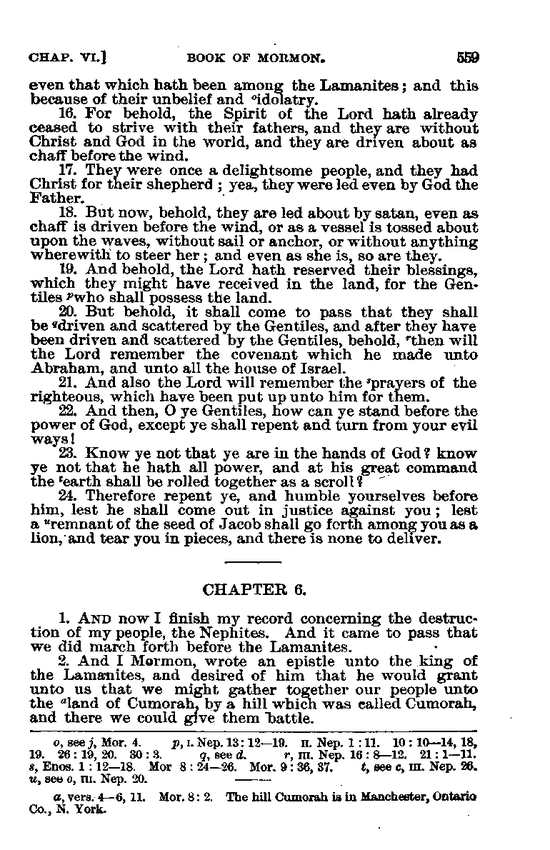 CHAP. VI.] BOOK OF MORMON. 559
even that which hath been among the Lamanites; and this
because of their unbelief and ᵒidolatry.
16. For behold, the Spirit of the Lord hath already
ceased to strive with their fathers, and they are without
Christ and God in the world, and they are driven about as
chaff before the wind.
17. They were once a delightsome people, and they had
Christ for their shepherd; yea, they were led even by God the
Father.
18. But now, behold, they are led about by satan, even as
chaff is driven before the wind, or as a vessel is tossed about
upon the waves, without sail or anchor, or without anything
wherewith to steer her; and even as she is, so are they.
19. And behold, the Lord hath reserved their blessings,
which they might have received in the land, for the Gen-
tiles ᵖwho shall possess the land.
20. But behold, it shall come to pass that they shall
be qdriven and scattered by the Gentiles, and after they have
been driven and scattered by the Gentiles, behold, ʳthen will
the Lord remember the covenant which he made unto
Abraham, and unto all the house of Israel.
21. And also the Lord will remember the ˢprayers of the
righteous, which have been put up unto him for them.
22. And then, O ye Gentiles, how can ye stand before the
power of God, except ye shall repent and turn from your evil
ways!
23. Know ye not that ye are in the hands of God? know
ye not that he hath all power, and at his great command
the ᵗearth shall be rolled together as a scroll?
24. Therefore repent ye, and humble yourselves before
him, lest he shall come out in justice against you; lest
a ᵘremnant of the seed of Jacob shall go forth among you as a
lion, and tear you in pieces, and there is none to deliver.
CHAPTER 6.
1. AND now I finish my record concerning the destruc-
tion of my people, the Nephites. And it came to pass that
we did march forth before the Lamanites.
2. And I Mormon, wrote an epistle unto the king of
the Lamanites, and desired of him that he would grant
unto us that we might gather together our people unto
the ᵃland of Cumorah, by a hill which was called Cumorah,
and there we could give them battle.
o, see j, Mor. 4. p, I. Nep. 13:12—19. II. Nep. 1:11. 10:10—14, 18,
19. 26:19, 20. 30:3. q, see d. r, III. Nep. 16:8—12. 21:1—11.
s, Enos. 1:12—18. Mor 8:24—26. Mor. 9:36, 37. t, see c, III. Nep. 26.
u, see o, III. Nep. 20.
a, vers. 4—6, 11. Mor. 8:2. The hill Cumorah is in Manchester, Ontario
Co., N. York.